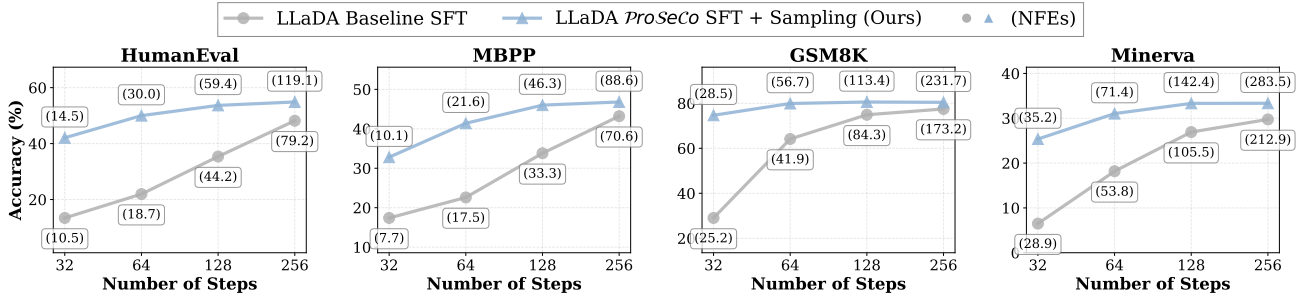 LLaDA Baseline SFT LLaDA ProSeCo SFT + Sampling (Ours) (NFEs)
HumanEval
Accuracy (%)
60
40
20
(14.5) (30.0) (59.4) (119.1)
(10.5) (18.7) (44.2) (79.2)
32 64 128 256
Number of Steps
MBPP
50
40
30
20
10
(10.1) (21.6) (46.3) (88.6)
(7.7) (17.5) (33.3) (70.6)
32 64 128 256
Number of Steps
GSM8K
80
60
40
20
(28.5) (56.7) (113.4) (231.7)
(25.2) (41.9) (84.3) (173.2)
32 64 128 256
Number of Steps
Minerva
40
30
20
10
0
(35.2) (71.4) (142.4) (283.5)
(28.9) (53.8) (105.5) (212.9)
32 64 128 256
Number of Steps